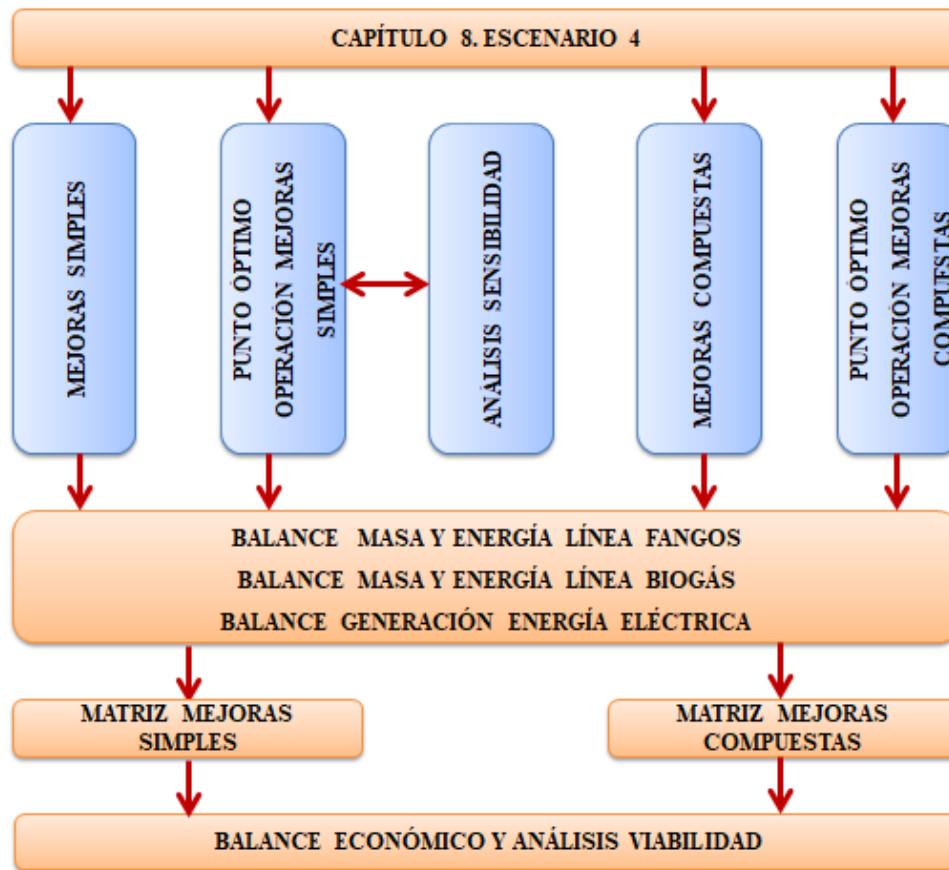 CAPÍTULO 8. ESCENARIO 4
MEJORAS SIMPLES
PUNTO ÓPTIMO
OPERACIÓN MEJORAS
SIMPLES
ANÁLISIS SENSIBILIDAD
MEJORAS COMPUESTAS
PUNTO ÓPTIMO
OPERACIÓN MEJORAS
COMPUESTAS
BALANCE MASA Y ENERGÍA LÍNEA FANGOS
BALANCE MASA Y ENERGÍA LÍNEA BIOGÁS
BALANCE GENERACIÓN ENERGÍA ELÉCTRICA
MATRIZ MEJORAS
SIMPLES
MATRIZ MEJORAS
COMPUESTAS
BALANCE ECONÓMICO Y ANÁLISIS VIABILIDAD